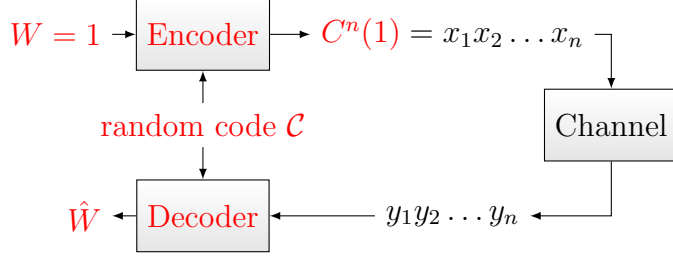 W = 1 Encoder C^n(1) = x_1x_2 … x_n
random code 𝒞 Channel
Ŵ Decoder y_1y_2 … y_n